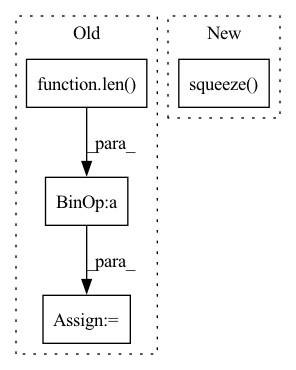 Old
New
function.len()
squeeze()
_para_
BinOp:a
_para_
Assign:=